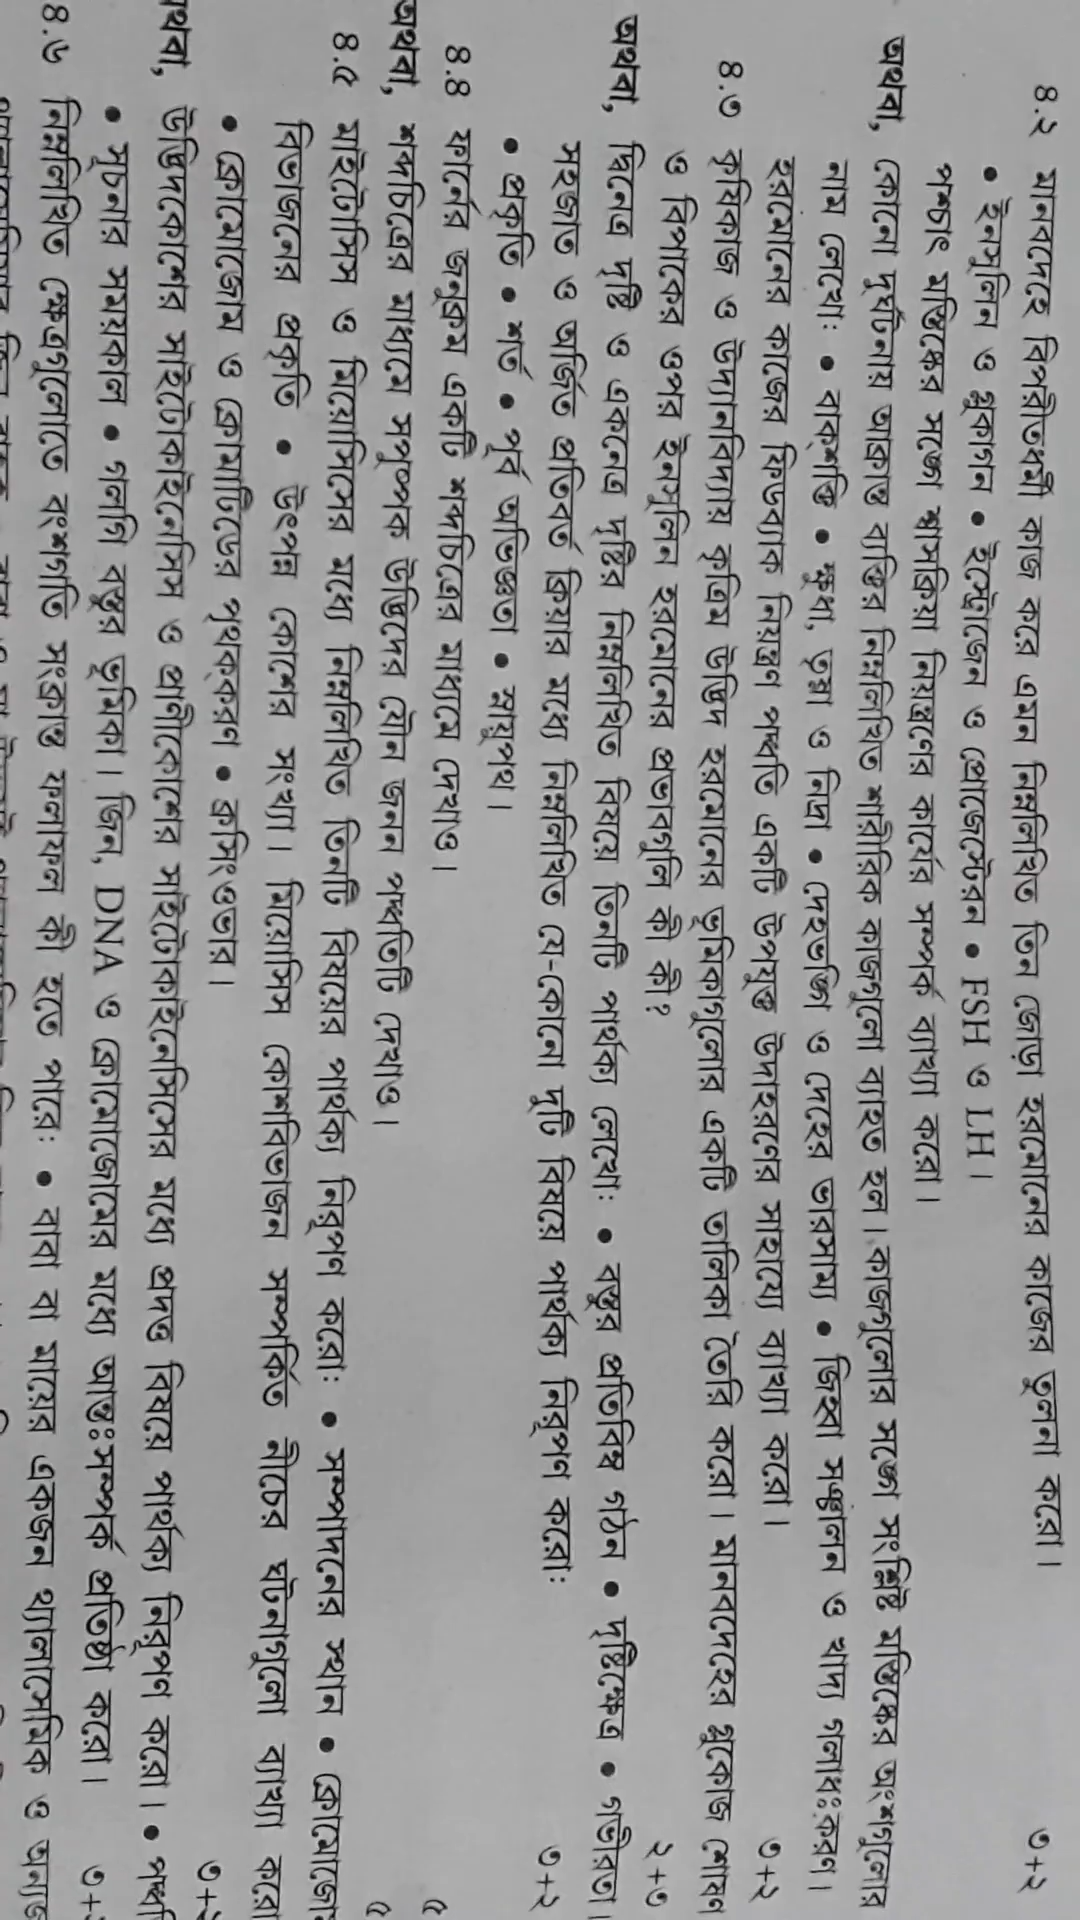 ৪.২ মানবদেহে বিপরীতধর্মী কাজ করে এমন নিম্নলিখিত তিন জোড়া হরমোনের কাজের তুলনা করো। ৩+২
• ইনসুলিন ও গ্লুকাগন • ইস্ট্রোজেন ও প্রোজেস্টেরন • FSH ও LH।
পশ্চাৎ মস্তিষ্কের সঙ্গে শ্বাসক্রিয়া নিয়ন্ত্রণের কার্যের সম্পর্ক ব্যাখ্যা করো।
অথবা, কোনো দুর্ঘটনায় আক্রান্ত ব্যক্তির নিম্নলিখিত শারীরিক কাজগুলো ব্যাহত হল। কাজগুলোর সঙ্গে সংশ্লিষ্ট মস্তিষ্কের অংশগুলোর
নাম লেখোঃ • বাক্‌শক্তি • ক্ষুধা, তৃষ্ণা ও নিদ্রা • দেহভঙ্গি ও দেহের ভারসাম্য • জিহ্বা সঞ্চালন ও খাদ্য গলাধঃকরণ।
হরমোনের কাজের ফিডব্যাক নিয়ন্ত্রণ পদ্ধতি একটি উপযুক্ত উদাহরণের সাহায্যে ব্যাখ্যা করো। ৩+২
৪.৩ কৃষিকাজ ও উদ্যানবিদ্যায় কৃত্রিম উদ্ভিদ হরমোনের ভূমিকাগুলোর একটি তালিকা তৈরি করো। মানবদেহের গ্লুকোজ শোষণ
ও বিপাকের ওপর ইনসুলিন হরমোনের প্রভাবগুলি কী কী? ২+৩
অথবা, দ্বিনেত্র দৃষ্টি ও একনেত্র দৃষ্টির নিম্নলিখিত বিষয়ে তিনটি পার্থক্য লেখোঃ • বস্তুর প্রতিবিম্ব গঠন • দৃষ্টিক্ষেত্র • গভীরতা।
সহজাত ও অর্জিত প্রতিবর্ত ক্রিয়ার মধ্যে নিম্নলিখিত যে-কোনো দুটি বিষয়ে পার্থক্য নিরূপণ করোঃ
• প্রকৃতি • শর্ত • পূর্ব অভিজ্ঞতা • স্নায়ুপথ। ৩+২
৪.৪ ফার্নের জনুক্রম একটি শব্দচিত্রের মাধ্যমে দেখাও। ৫
অথবা, শব্দচিত্রের মাধ্যমে সপুষ্পক উদ্ভিদের যৌন জনন পদ্ধতিটি দেখাও। ৫
৪.৫ মাইটোসিস ও মিয়োসিসের মধ্যে নিম্নলিখিত তিনটি বিষয়ের পার্থক্য নিরূপণ করোঃ • সম্পাদনের স্থান • ক্রোমোজোম
বিভাজনের প্রকৃতি • উৎপন্ন কোশের সংখ্যা। মিয়োসিস কোশবিভাজন সম্পর্কিত নীচের ঘটনাগুলো ব্যাখ্যা করো
• ক্রোমোজোম ও ক্রোমাটিডের পৃথক্করণ • ক্রসিংওভার। ৩+২
অথবা, উদ্ভিদকোশের সাইটোকাইনেসিস ও প্রাণীকোশের সাইটোকাইনেসিসের মধ্যে প্রদত্ত বিষয়ে পার্থক্য নিরূপণ করো। • পদ্ধতি
• সূচনার সময়কাল • গলগি বস্তুর ভূমিকা। জিন, DNA ও ক্রোমোজোমের মধ্যে আন্তঃসম্পর্ক প্রতিষ্ঠা করো। ৩+২
৪.৬ নিম্নলিখিত ক্ষেত্রগুলোতে বংশগতি সংক্রান্ত ফলাফল কী হতে পারেঃ • বাবা বা মায়ের একজন থ্যালাসেমিক ও অন্যজ